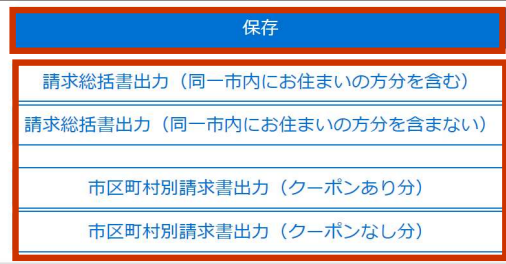 保存
請求総括書出力（同一市内にお住まいの方分を含む）
請求総括書出力（同一市内にお住まいの方分を含まない）
市区町村別請求書出力（クーポンあり分）
市区町村別請求書出力（クーポンなし分）